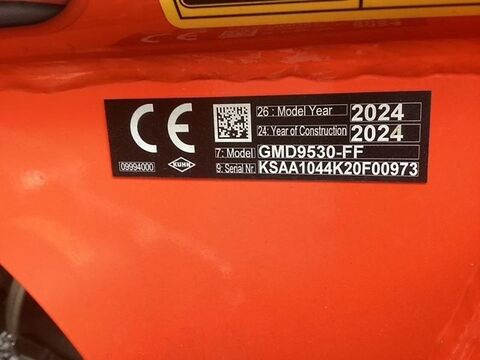 CE
26: Model Year 2024
24: Year of Construction 2024
7: Model GMD9530-FF
9: Serial Nr. KSAA1044K20F00973
09994000
KUHN
CE